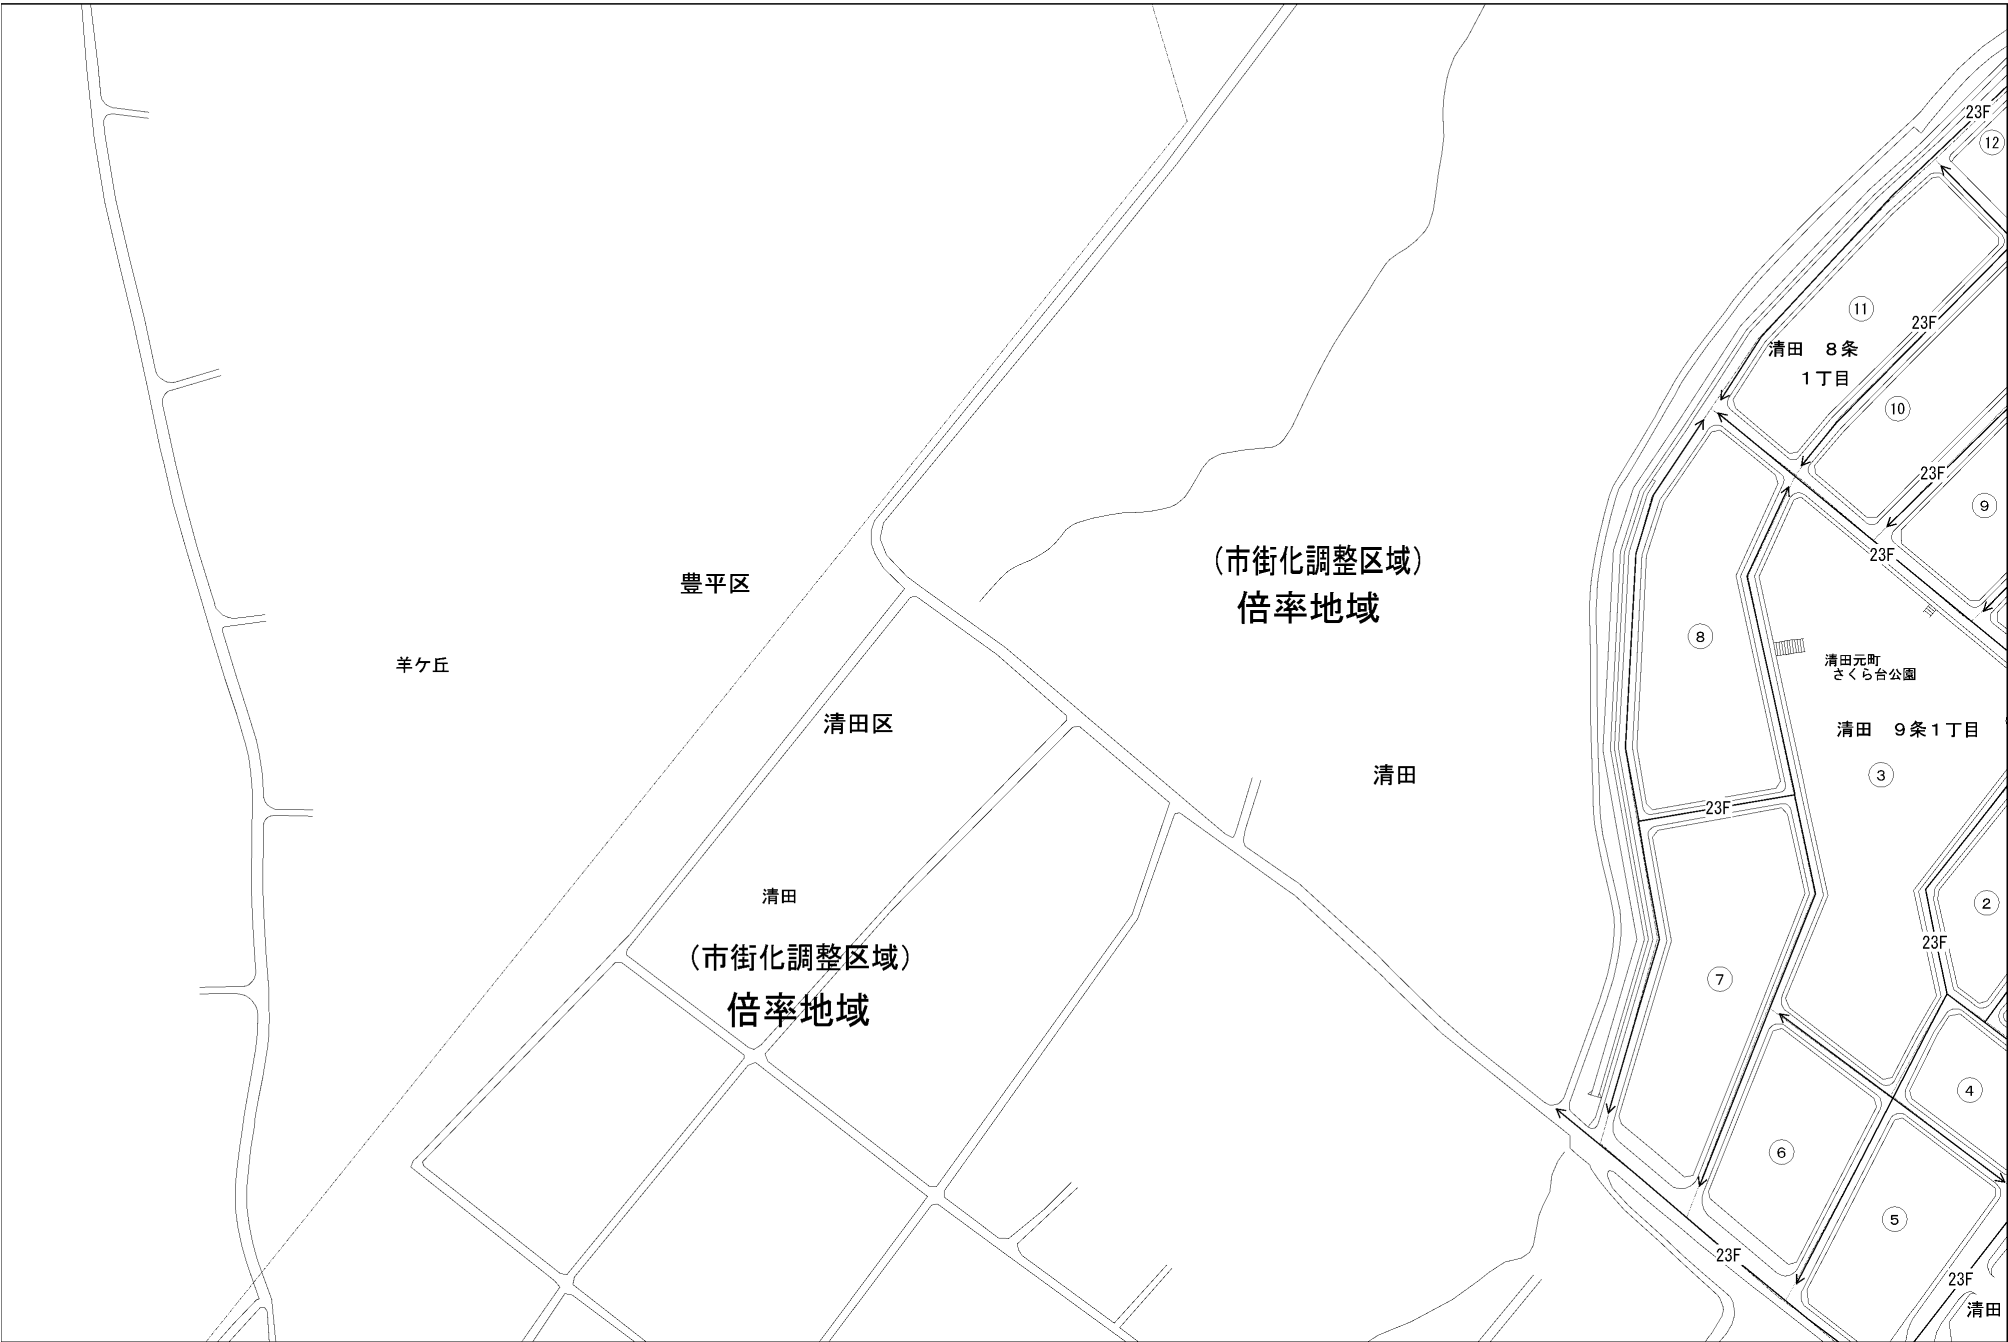 23F
⑫
⑪
23F
清田　８条
１丁目
⑩
23F
⑨
23F
（市街化調整区域）
倍率地域
豊平区
羊ケ丘
⑧
清田元町
さくら台公園
清田区
清田　９条１丁目
清田
③
23F
清田
②
23F
（市街化調整区域）
倍率地域
⑦
④
⑥
⑤
23F
23F
清田